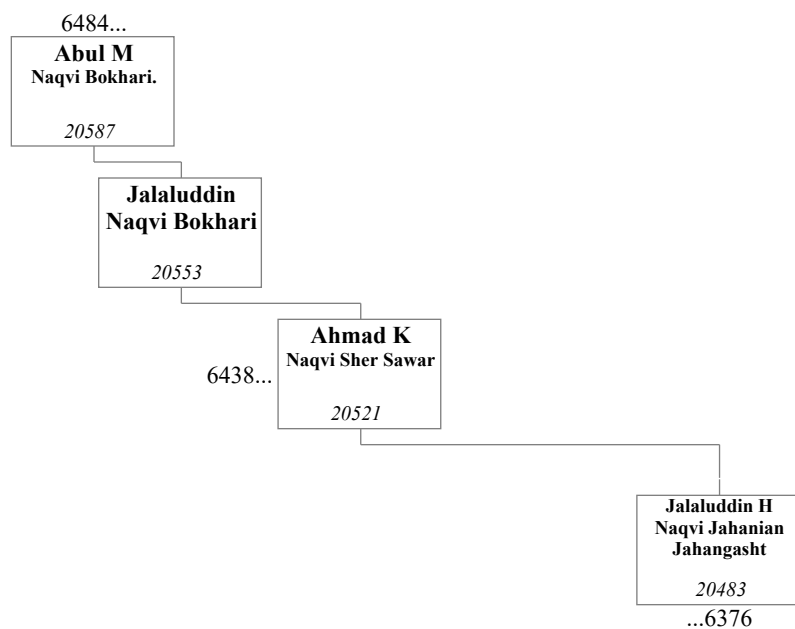 6484...
Abul M
Naqvi Bokhari.
20587
Jalaluddin
Naqvi Bokhari
20553
Ahmad K
Naqvi Sher Sawar
6438...
20521
Jalaluddin H
Naqvi Jahanian
Jahangasht
20483
...6376